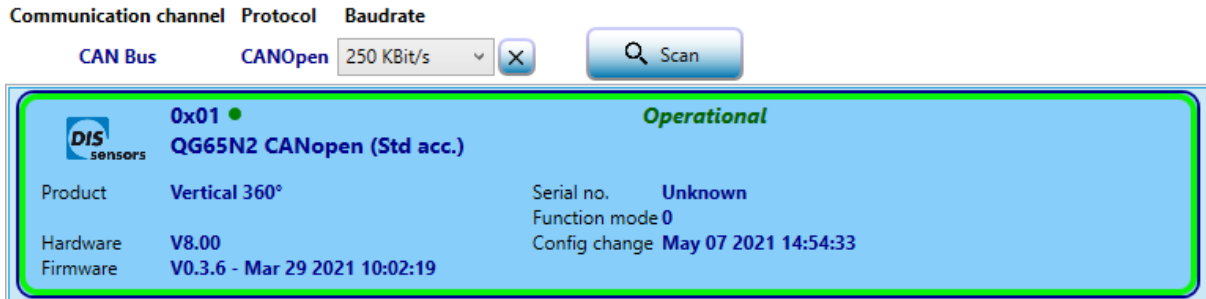 Communication channel Protocol Baudrate
CAN Bus CANOpen 250 KBit/s Scan
0x01 Operational
DIS sensors
QG65N2 CANopen (Std acc.)
Product Vertical 360° Serial no. Unknown
Function mode 0
Hardware V8.00 Config change May 07 2021 14:54:33
Firmware V0.3.6 - Mar 29 2021 10:02:19